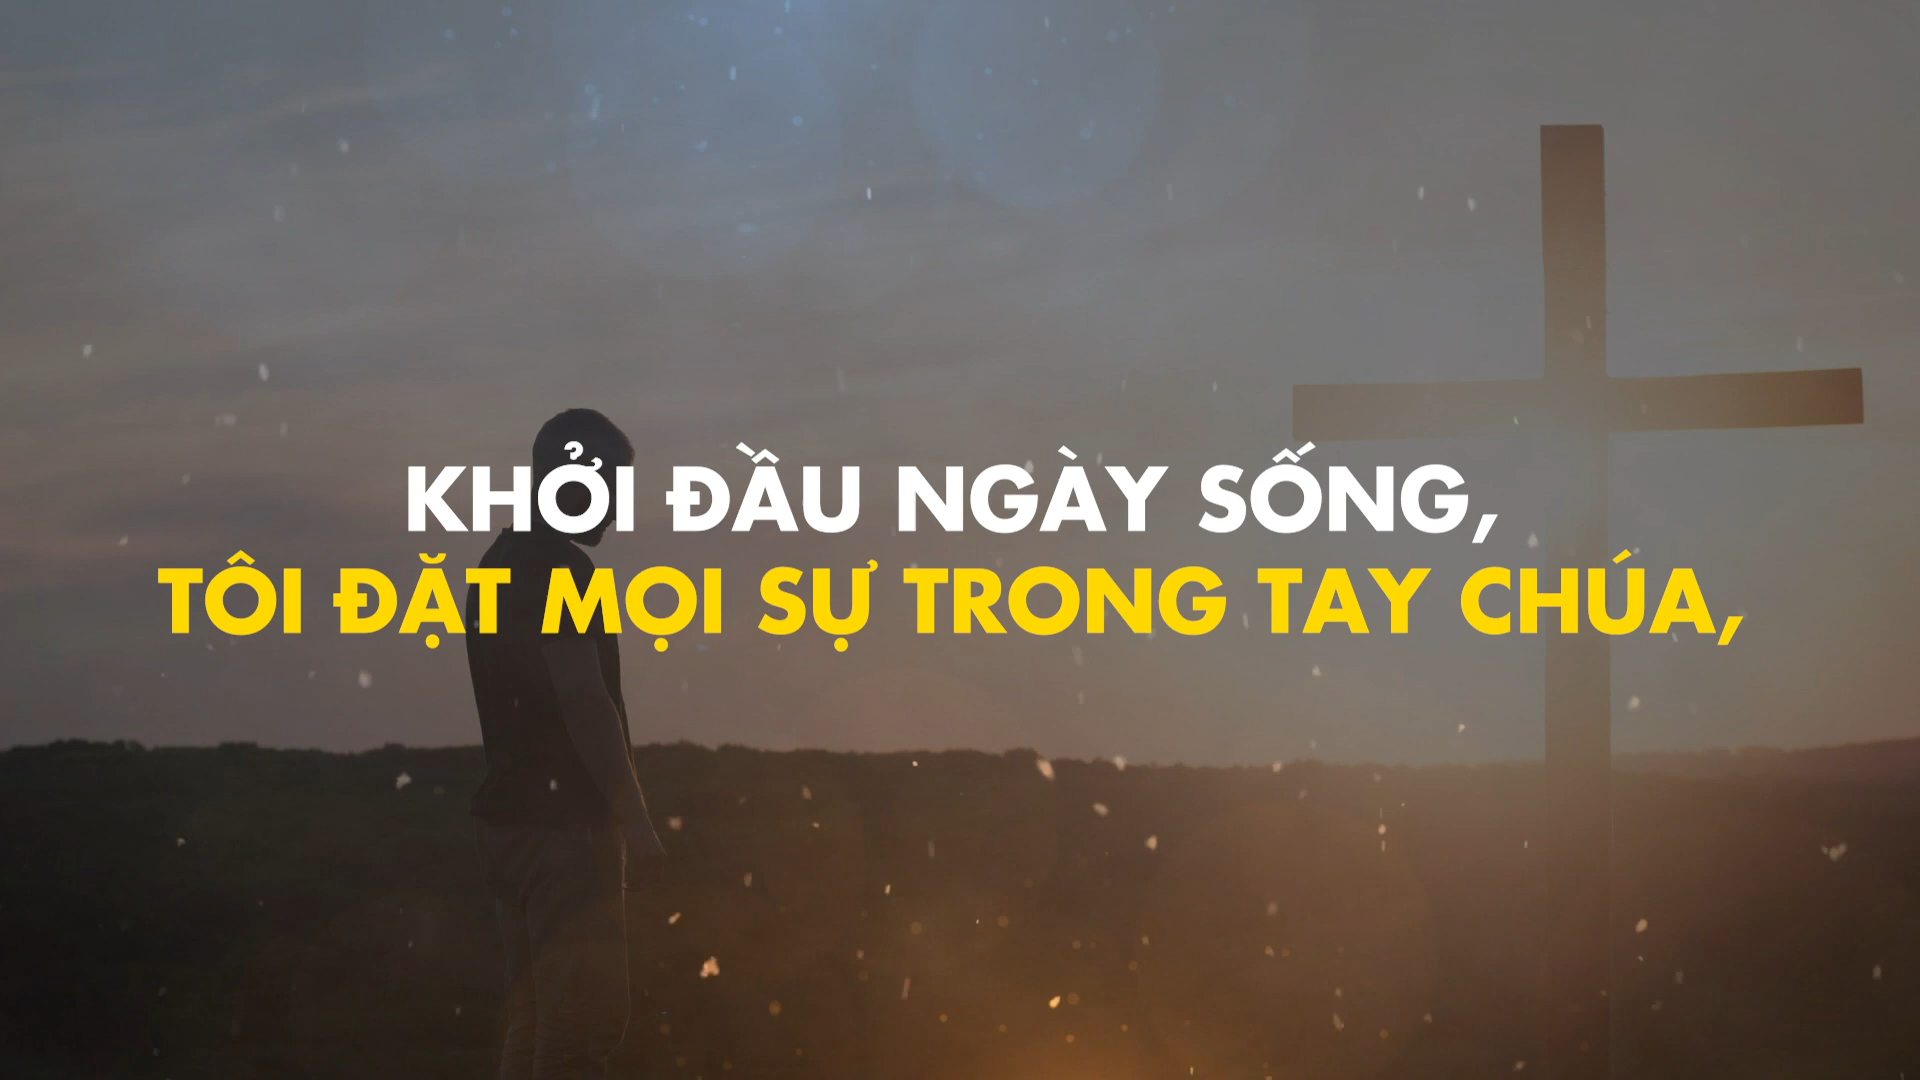 KHỞI ĐẦU NGÀY SỐNG,
TÔI ĐẶT MỌI SỰ TRONG TAY CHÚA,